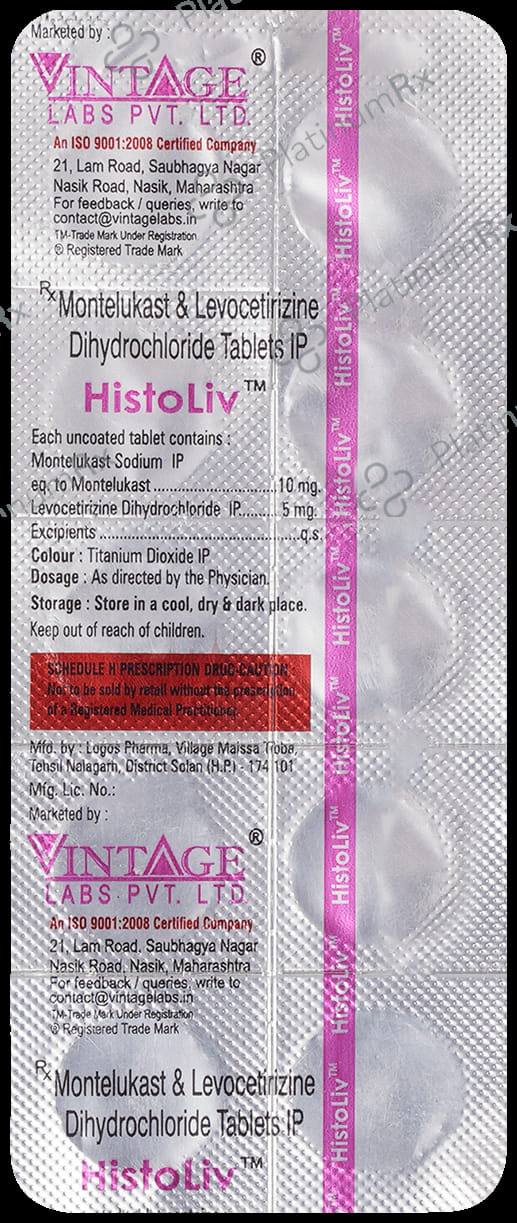 Marketed by :
VINTAGE®
LABS PVT. LTD.
An ISO 9001:2008 Certified Company
21, Lam Road, Saubhagya Nagar
Nasik Road, Nasik, Maharashtra
For feedback / queries, write to
contact@vintagelabs.in
TM-Trade Mark Under Registration
® Registered Trade Mark
Rx Montelukast & Levocetirizine
Dihydrochloride Tablets IP
HistoLiv™
Each uncoated tablet contains :
Montelukast Sodium IP
eq. to Montelukast..............................10 mg.
Levocetirizine Dihydrochloride IP.........5 mg.
Excipients.......................................................q.s.
Colour : Titanium Dioxide IP
Dosage : As directed by the Physician.
Storage : Store in a cool, dry & dark place.
Keep out of reach of children.
SCHEDULE H PRESCRIPTION DRUG-CAUTION
Not to be sold by retail without the prescription
of a Registered Medical Practitioner.
Mfd. by : Logos Pharma, Village Maissa Tioba,
Tehsil Nalagarh, District Solan (H.P.) - 174 101
Mfg. Lic. No.:
Marketed by :
VINTAGE®
LABS PVT. LTD.
An ISO 9001:2008 Certified Company
21, Lam Road, Saubhagya Nagar
Nasik Road, Nasik, Maharashtra
For feedback / queries, write to
contact@vintagelabs.in
TM-Trade Mark Under Registration
® Registered Trade Mark
Rx Montelukast & Levocetirizine
Dihydrochloride Tablets IP
HistoLiv™
HistoLiv™
HistoLiv™
HistoLiv™
HistoLiv™
HistoLiv™
HistoLiv™
HistoLiv™
HistoLiv™
HistoLiv™
PlatinumRx
PlatinumRx
PlatinumRx